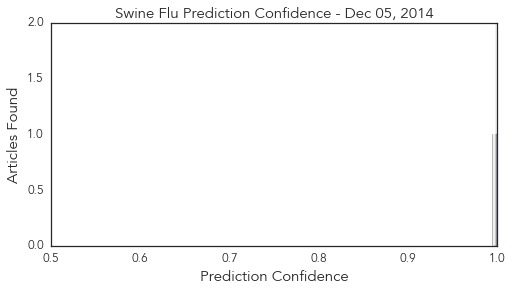 Swine Flu Prediction Confidence - Dec 05, 2014
2.0
1.5
1.0
0.5
0.0
Articles Found
0.5 0.6 0.7 0.8 0.9 1.0
Prediction Confidence